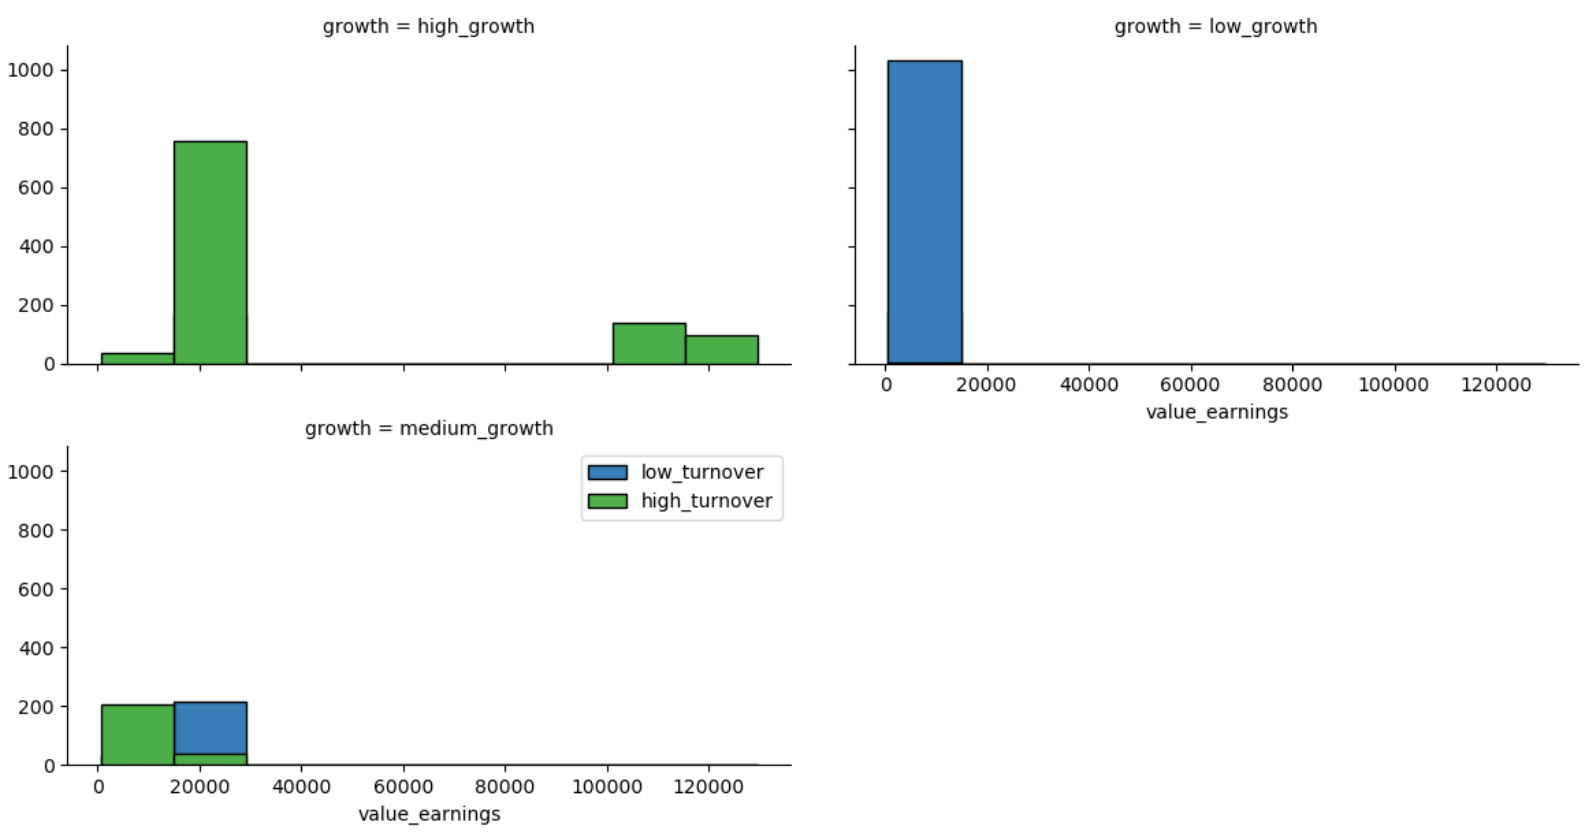 growth = high_growth
1000
800
600
400
200
0
growth = low_growth
0 20000 40000 60000 80000 100000 120000
value_earnings
growth = medium_growth
1000
800
600
400
200
0
low_turnover
high_turnover
0 20000 40000 60000 80000 100000 120000
value_earnings